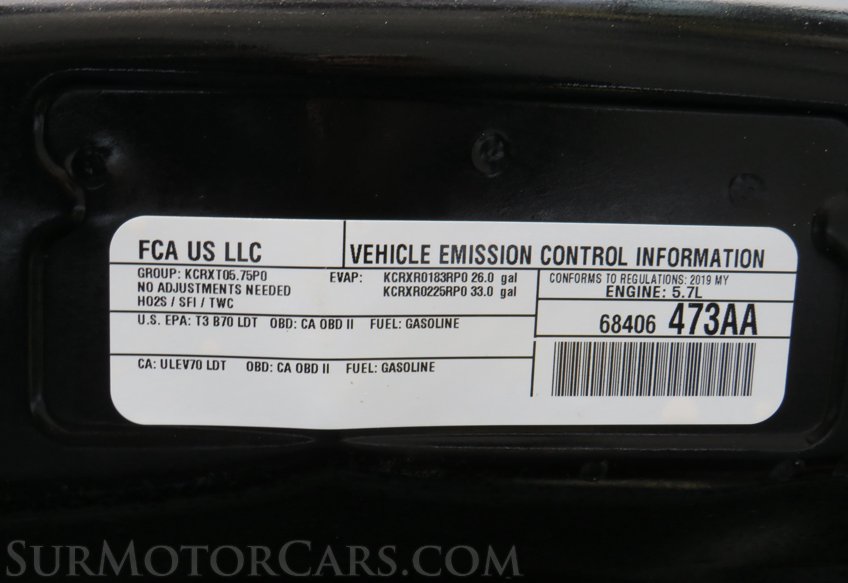 FCA US LLC
VEHICLE EMISSION CONTROL INFORMATION
GROUP: KCRXT05.75P0
NO ADJUSTMENTS NEEDED
HO2S / SFI / TWC
EVAP: KCRXR0183RP0 26.0 gal
KCRXR0225RP0 33.0 gal
CONFORMS TO REGULATIONS: 2019 MY
ENGINE: 5.7L
68406 473AA
U.S. EPA: T3 B70 LDT OBD: CA OBD II FUEL: GASOLINE
CA: ULEV70 LDT OBD: CA OBD II FUEL: GASOLINE
SurMotorCars.com